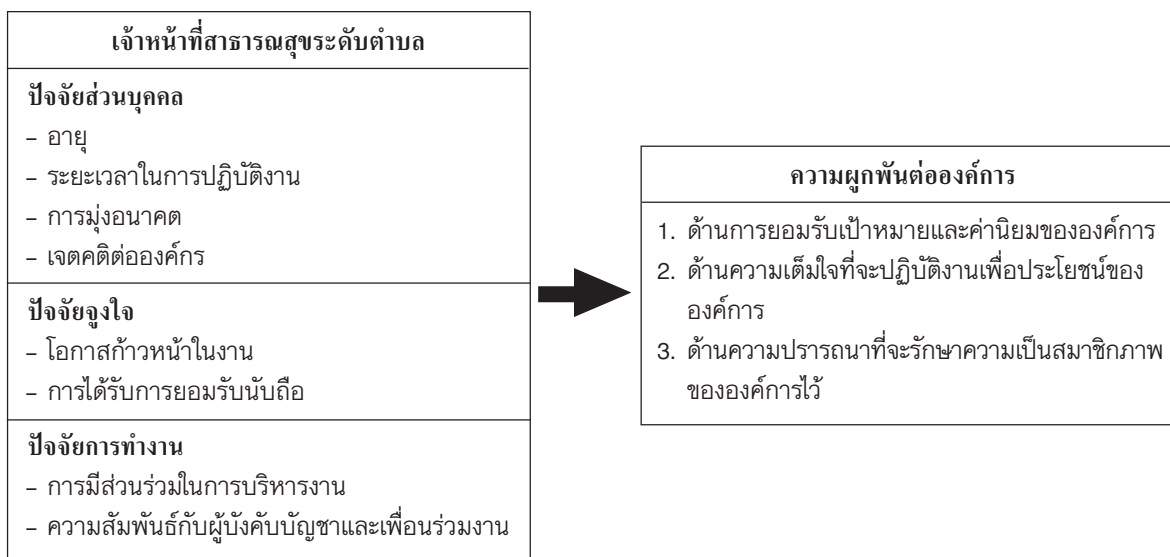 เจ้าหน้าที่สาธารณสุขระดับตำบล
ปัจจัยส่วนบุคคล
– อายุ
– ระยะเวลาในการปฏิบัติงาน
– การมุ่งอนาคต
– เจตคติต่อองค์กร
ปัจจัยจูงใจ
– โอกาสก้าวหน้าในงาน
– การได้รับการยอมรับนับถือ
ปัจจัยการทำงาน
– การมีส่วนร่วมในการบริหารงาน
– ความสัมพันธ์กับผู้บังคับบัญชาและเพื่อนร่วมงาน
ความผูกพันต่อองค์การ
1. ด้านการยอมรับเป้าหมายและค่านิยมขององค์การ
2. ด้านความเต็มใจที่จะปฏิบัติงานเพื่อประโยชน์ของ
องค์การ
3. ด้านความปรารถนาที่จะรักษาความเป็นสมาชิกภาพ
ขององค์การไว้